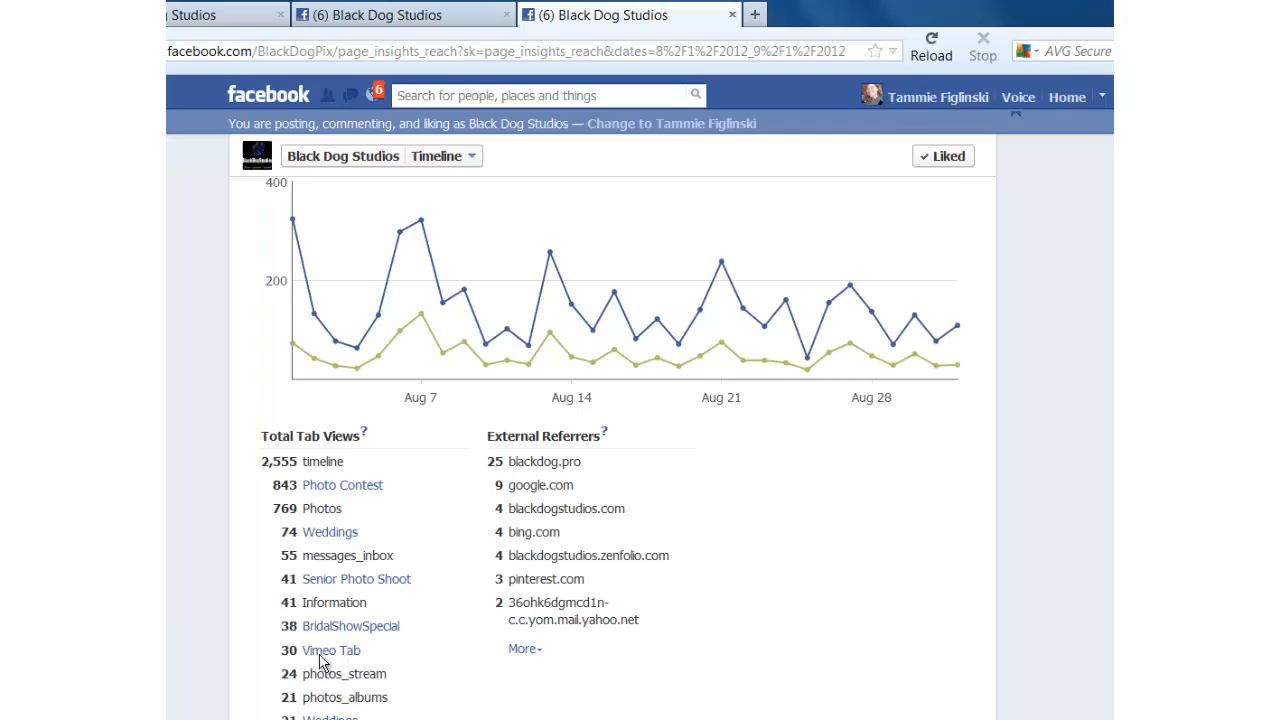 Studios
(6) Black Dog Studios
(6) Black Dog Studios
facebook.com/BlackDogPix/page_insights_reach?sk=page_insights_reach&dates=8%2F1%2F2012_9%2F1%2F2012
Reload
Stop
AVG Secure
facebook
6
Search for people, places and things
Tammie Figlinski
Voice
Home
You are posting, commenting, and liking as Black Dog Studios — Change to Tammie Figlinski
Black Dog Studios
Timeline
Liked
400
200
Aug 7
Aug 14
Aug 21
Aug 28
Total Tab Views?
2,555 timeline
843 Photo Contest
769 Photos
74 Weddings
55 messages_inbox
41 Senior Photo Shoot
41 Information
38 BridalShowSpecial
30 Vimeo Tab
24 photos_stream
21 photos_albums
21 Weddings
External Referrers?
25 blackdog.pro
9 google.com
4 blackdogstudios.com
4 bing.com
4 blackdogstudios.zenfolio.com
3 pinterest.com
2 36ohk6dgmcd1n-
c.c.yom.mail.yahoo.net
More